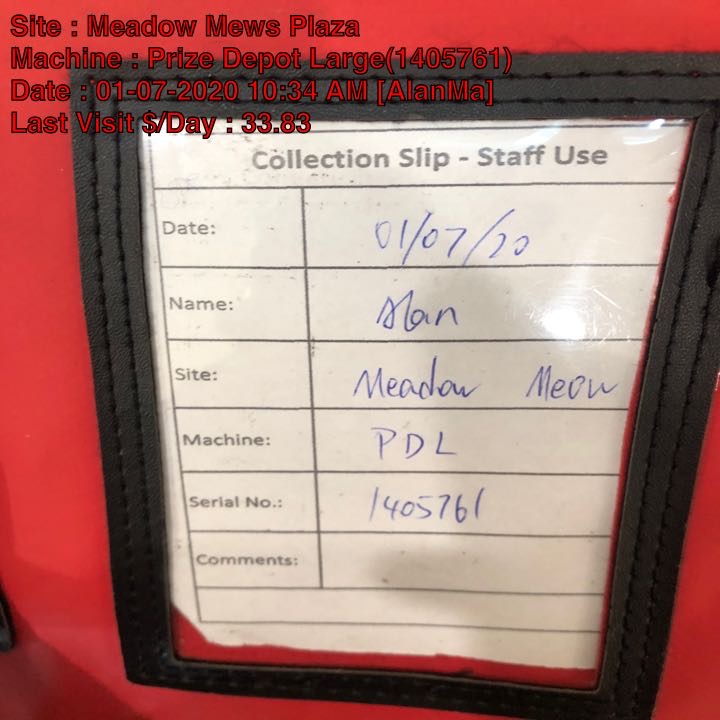 Site : Meadow Mews Plaza
Machine : Prize Depot Large(1405761)
Date : 01-07-2020 10:34 AM [AlanMa]
Last Visit $/Day : 33.83
Collection Slip - Staff Use
Date: 01/07/20
Name: Alan
Site: Meadow Meow
Machine: PDL
Serial No.: 1405761
Comments: